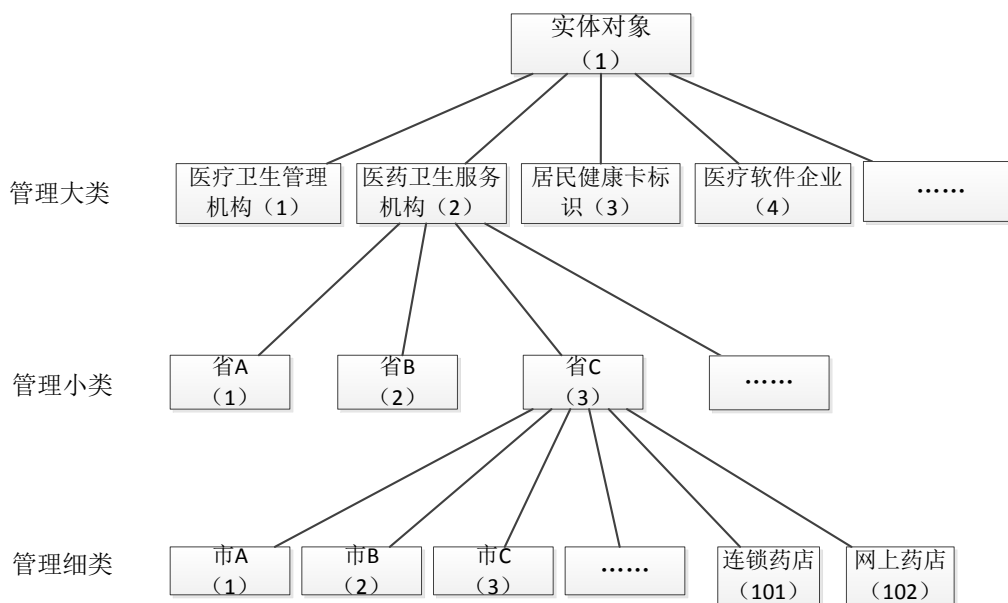 实体对象
（1）
管理大类
医疗卫生管理
机构（1）
医药卫生服务
机构（2）
居民健康卡标
识（3）
医疗软件企业
（4）
……
管理小类
省A
（1）
省B
（2）
省C
（3）
……
管理细类
市A
（1）
市B
（2）
市C
（3）
……
连锁药店
（101）
网上药店
（102）